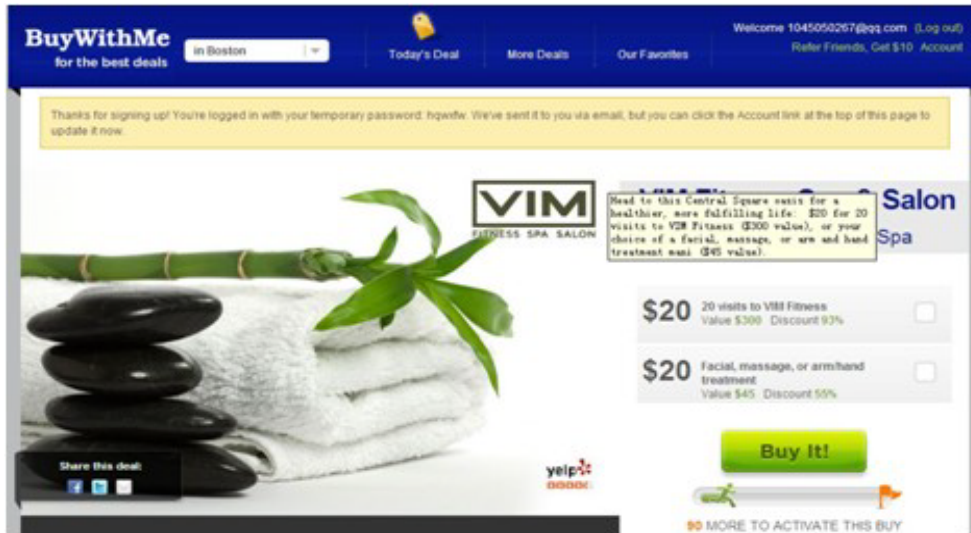 BuyWithMe
for the best deals
in Boston
Today's Deal
More Deals
Our Favorites
Welcome 1045050267@qq.com (Log out)
Refer Friends, Get $10 Account
Thanks for signing up! You're logged in with your temporary password: hqwxfw. We've sent it to you via email, but you can click the Account link at the top of this page to
update it now.
VIM
FITNESS SPA SALON
Salon
Spa
Head to this Central Square oasis for a
healthier, more fulfilling life: $20 for 20
visits to VIM Fitness ($300 value), or your
choice of a facial, massage, or arm and hand
treatment mani ($45 value).
$20
20 visits to VIM Fitness
Value $300 Discount 93%
$20
Facial, massage, or arm/hand
treatment
Value $45 Discount 55%
Buy It!
90 MORE TO ACTIVATE THIS BUY
Share this deal:
yelp